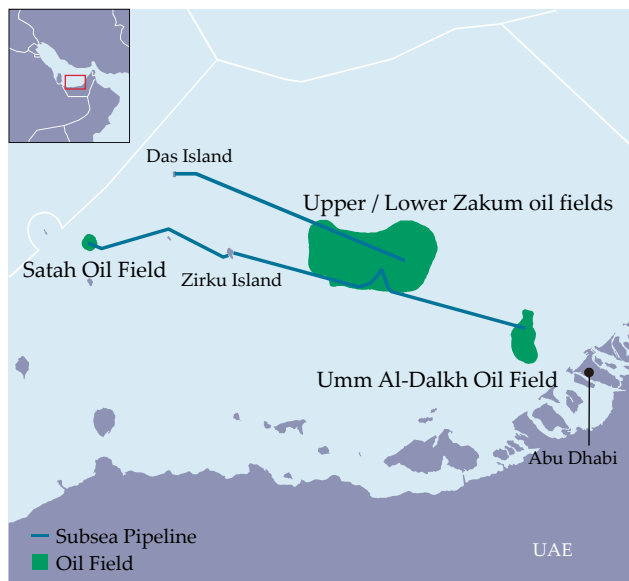 Das Island
Upper / Lower Zakum oil fields
Satah Oil Field
Zirku Island
Umm Al-Dalkh Oil Field
Abu Dhabi
Subsea Pipeline
Oil Field
UAE